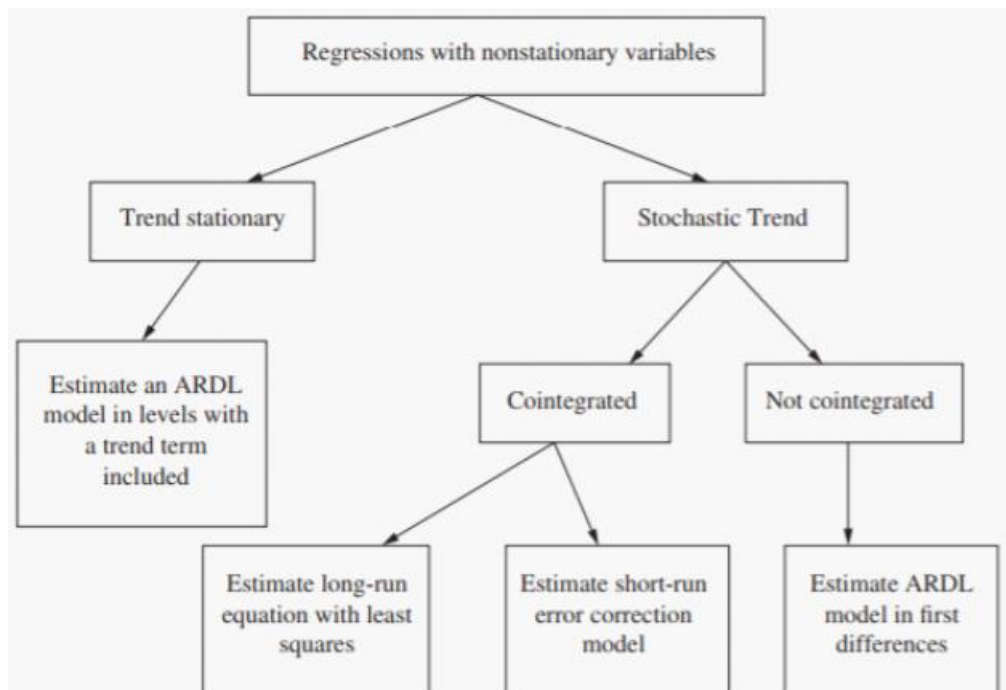 Regressions with nonstationary variables
Trend stationary
Stochastic Trend
Estimate an ARDL
model in levels with
a trend term
included
Cointegrated
Not cointegrated
Estimate long-run
equation with least
squares
Estimate short-run
error correction
model
Estimate ARDL
model in first
differences